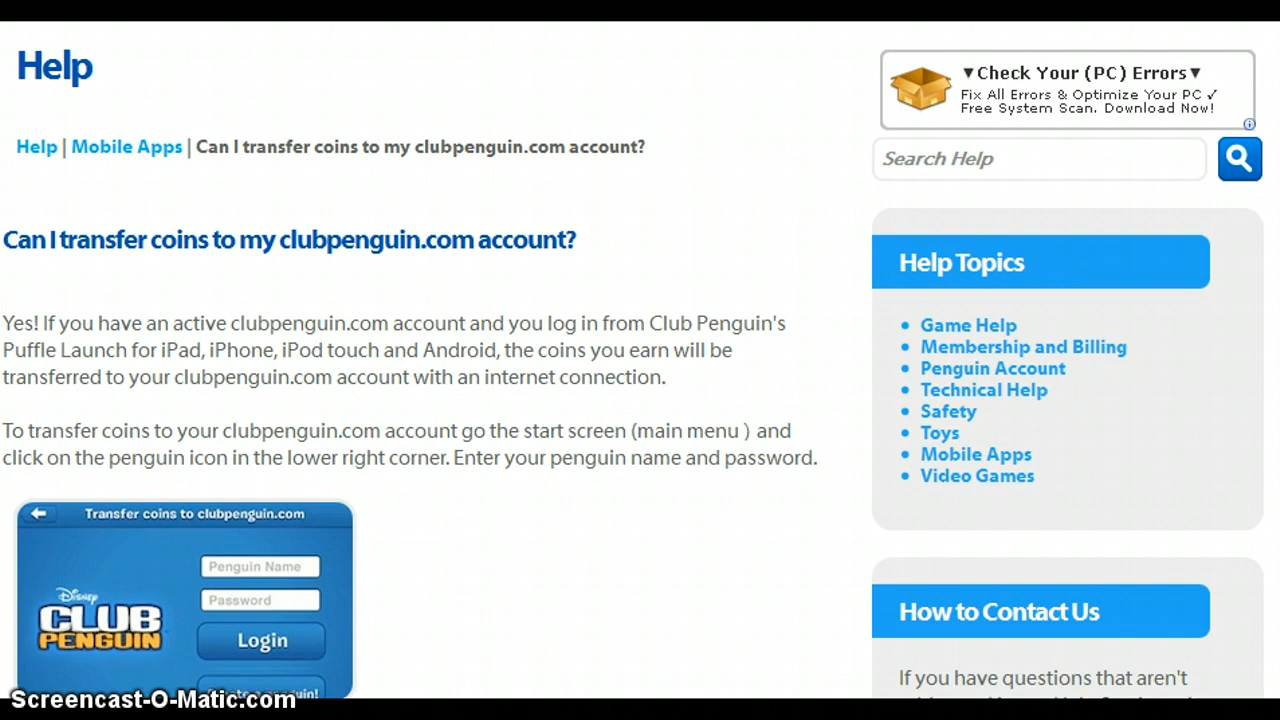 Help
Help | Mobile Apps | Can I transfer coins to my clubpenguin.com account?
Can I transfer coins to my clubpenguin.com account?
Yes! If you have an active clubpenguin.com account and you log in from Club Penguin's
Puffle Launch for iPad, iPhone, iPod touch and Android, the coins you earn will be
transferred to your clubpenguin.com account with an internet connection.
To transfer coins to your clubpenguin.com account go the start screen (main menu ) and
click on the penguin icon in the lower right corner. Enter your penguin name and password.
Transfer coins to clubpenguin.com
Penguin Name
Password
Disney
CLUB
PENGUIN
Login
penguin!
Screencast-O-Matic.com
▼Check Your (PC) Errors▼
Fix All Errors & Optimize Your PC ✓
Free System Scan. Download Now!
Search Help
Help Topics
• Game Help
• Membership and Billing
• Penguin Account
• Technical Help
• Safety
• Toys
• Mobile Apps
• Video Games
How to Contact Us
If you have questions that aren't